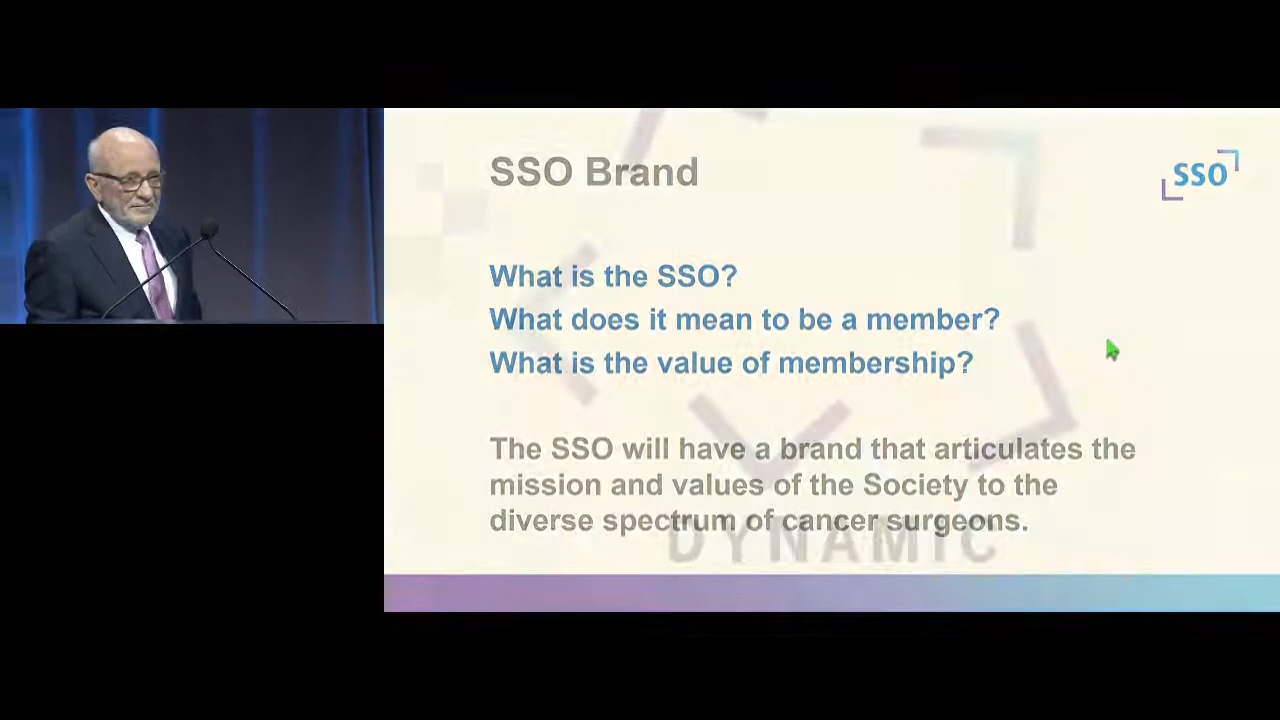 SSO Brand
SSO
What is the SSO?
What does it mean to be a member?
What is the value of membership?
The SSO will have a brand that articulates the
mission and values of the Society to the
diverse spectrum of cancer surgeons.
DYNAMIC